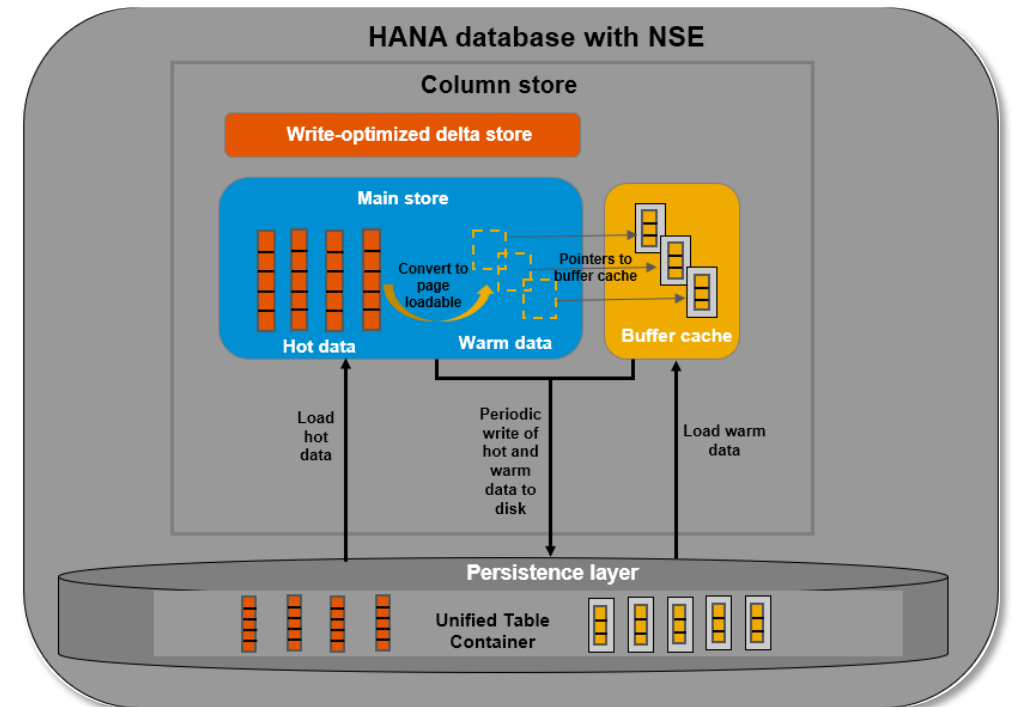 HANA database with NSE
Column store
Write-optimized delta store
Main store
Convert to
page
loadable
Pointers to
buffer cache
Hot data
Warm data
Buffer cache
Load
hot
data
Periodic
write of
hot and
warm
data to
disk
Load warm
data
Persistence layer
Unified Table
Container